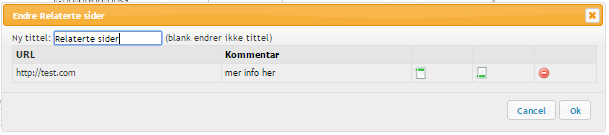 Endre Relaterte sider
Ny tittel: Relaterte sider (blank endrer ikke tittel)
URL Kommentar
http://test.com mer info her
Cancel Ok